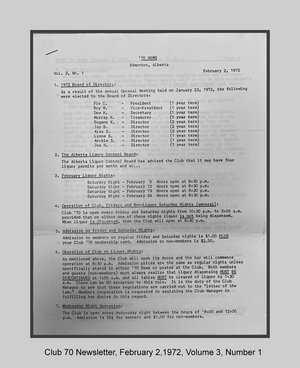 '70 NEWS
Edmonton, Alberta
Vol. 3, No. 1 February 2, 1972
1. 1972 Board of Directors:
As a result of the Annual General Meeting held on January 23, 1972, the following
were elected to the Board of Directors:
Flo C. - President (1 year term)
Roy M. - Vice-President (1 year term)
Don H. - Secretary (1 year term)
Murray K. - Treasurer (2 year term)
Eugene H. - Director (2 year term)
Jay B. - Director (2 year term)
Alex S. - Director (2 year term)
Lynne B. - Director (1 year term)
Archie B. - Director (1 year term)
Joe H. - Director (1 year term)
2. The Alberta Liquor Control Board:
The Alberta Liquor Control Board has advised the Club that it may have four
liquor permits per month and
3. February Liquor Nights:
Saturday Night - February 5 doors open at 8:30 p.m.
Saturday Night - February 12 doors open at 8:30 p.m.
Saturday Night - February 19 doors open at 8:30 p.m.
Saturday Night - February 26 doors open at 8:30 p.m.
4. Operation of Club, Fridays and Non-Liquor Saturday Nights (general):
Club '70 is open every Friday and Saturday nights from 10:30 p.m. to 3:00 a.m.
provided that on either one of these nights liquor is not being dispensed.
When liquor is dispensed, then the Club will open at 8:30 p.m.
5. Admission on Friday and Saturdays:
Admission to members on regular Friday and Saturday nights is $1.00 PLUS
your Club '70 membership card. Admission to non-members is $2.50.
6. Operation of Club on Liquor Nights:
As mentioned above, the Club will open its doors and the bar will commence
operation at 8:30 p.m. Admission prices are the same as regular nights unless
specifically stated in either '70 News or posted at the Club. Both members
and guests (non-members) must always realize that liquor dispensing MUST BE
DISCONTINUED at 1:00 a.m. and all tables MUST be cleared of liquor by 1:30
a.m. There can be NO exception to this rule. It is the duty of the Club
Manager to see that these regulations are carried out to the "Letter of the
law." Members cooperation is requested in assisting the Club Manager in
fulfilling her duties in this regard.
7. Wednesday Night Operation:
The Club is open every Wednesday night between the hours of 9:00 and 12:00
p.m. Admission is 50¢ for members and $1.00 for non-members.
Club 70 Newsletter, February 2,1972, Volume 3, Number 1